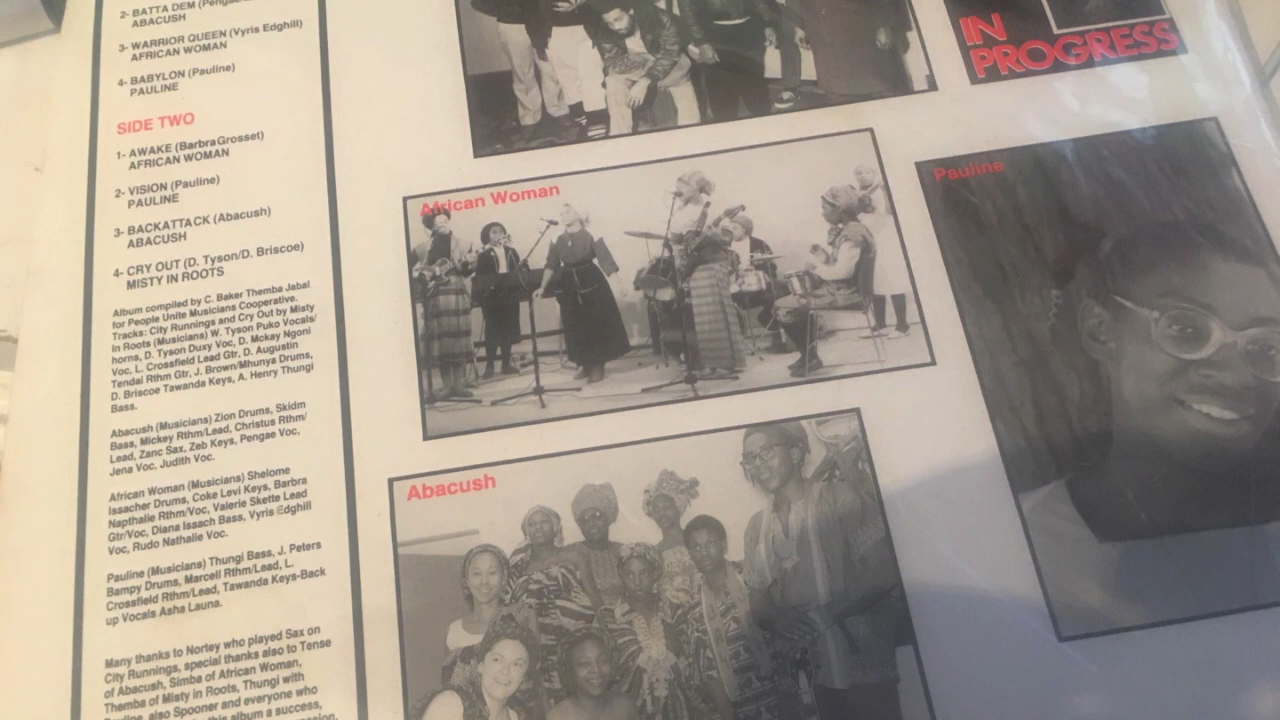 2- BATTA DEM
ABACUSH
3- WARRIOR QUEEN (Vyris Edghill)
AFRICAN WOMAN
4- BABYLON (Pauline)
PAULINE
SIDE TWO
1- AWAKE (Barbra Grosset)
AFRICAN WOMAN
2- VISION (Pauline)
PAULINE
3- BACKATTACK (Abacush)
ABACUSH
4- CRY OUT (D. Tyson/D. Briscoe)
MISTY IN ROOTS
Album compiled by C. Baker Themba Jabal
for People Unite Musicians Cooperative.
Tracks: City Runnings and Cry Out by Misty
In Roots (Musicians) W. Tyson Puko Vocals/
horns, D. Tyson Duxy Voc, D. Mckay Ngoni
Voc, L. Crossfield Lead Gtr, D. Augustin
Tendai Rthm Gtr, J. Brown/Mhunya Drums,
D. Briscoe Tawanda Keys, A. Henry Thungi
Bass.
Abacush (Musicians) Zion Drums, Skidm
Bass, Mickey Rthm/Lead, Christus Rthm/
Lead, Zanc Sax, Zeb Keys, Pengae Voc,
Jena Voc, Judith Voc.
African Woman (Musicians) Shelome
Issacher Drums, Coke Levi Keys, Barbra
Napthalie Rthm/Voc, Valerie Skette Lead
Gtr/Voc, Diana Issach Bass, Vyris Edghill
Voc, Rudo Nathalie Voc.
Pauline (Musicians) Thungi Bass, J. Peters
Bampy Drums, Marcell Rthm/Lead, L.
Crossfield Rthm/Lead, Tawanda Keys-Back
up Vocals Asha Launa.
Many thanks to Nortey who played Sax on
City Runnings, special thanks also to Tense
of Abacush, Simba of African Woman,
Themba of Misty in Roots, Thungi with
also Spooner and everyone who
this album a success,
IN
PROGRESS
African Woman
Pauline
Abacush